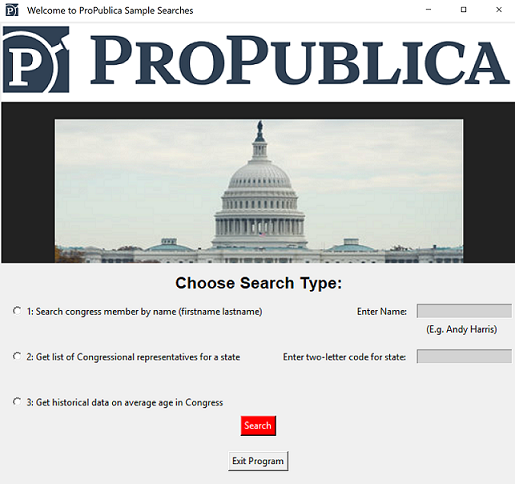 Welcome to ProPublica Sample Searches
P PROPUBLICA
Choose Search Type:
1: Search congress member by name (firstname lastname) Enter Name:
(E.g. Andy Harris)
2: Get list of Congressional representatives for a state Enter two-letter code for state:
3: Get historical data on average age in Congress
Search
Exit Program